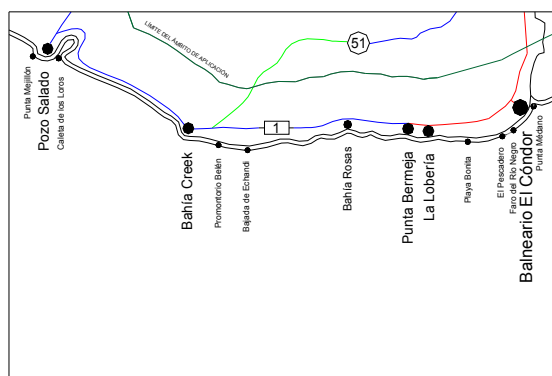 51
LÍMITE DEL ÁMBITO DE APLICACIÓN
1
Punta Mejillón
Pozo Salado
Caleta de los Loros
Bahía Creek
Promontorio Belén
Bajada de Echandi
Bahía Rosas
Punta Bermeja
La Lobería
Playa Bonita
El Pescadero
Faro del Río Negro
Balneario El Cóndor
Punta Médano